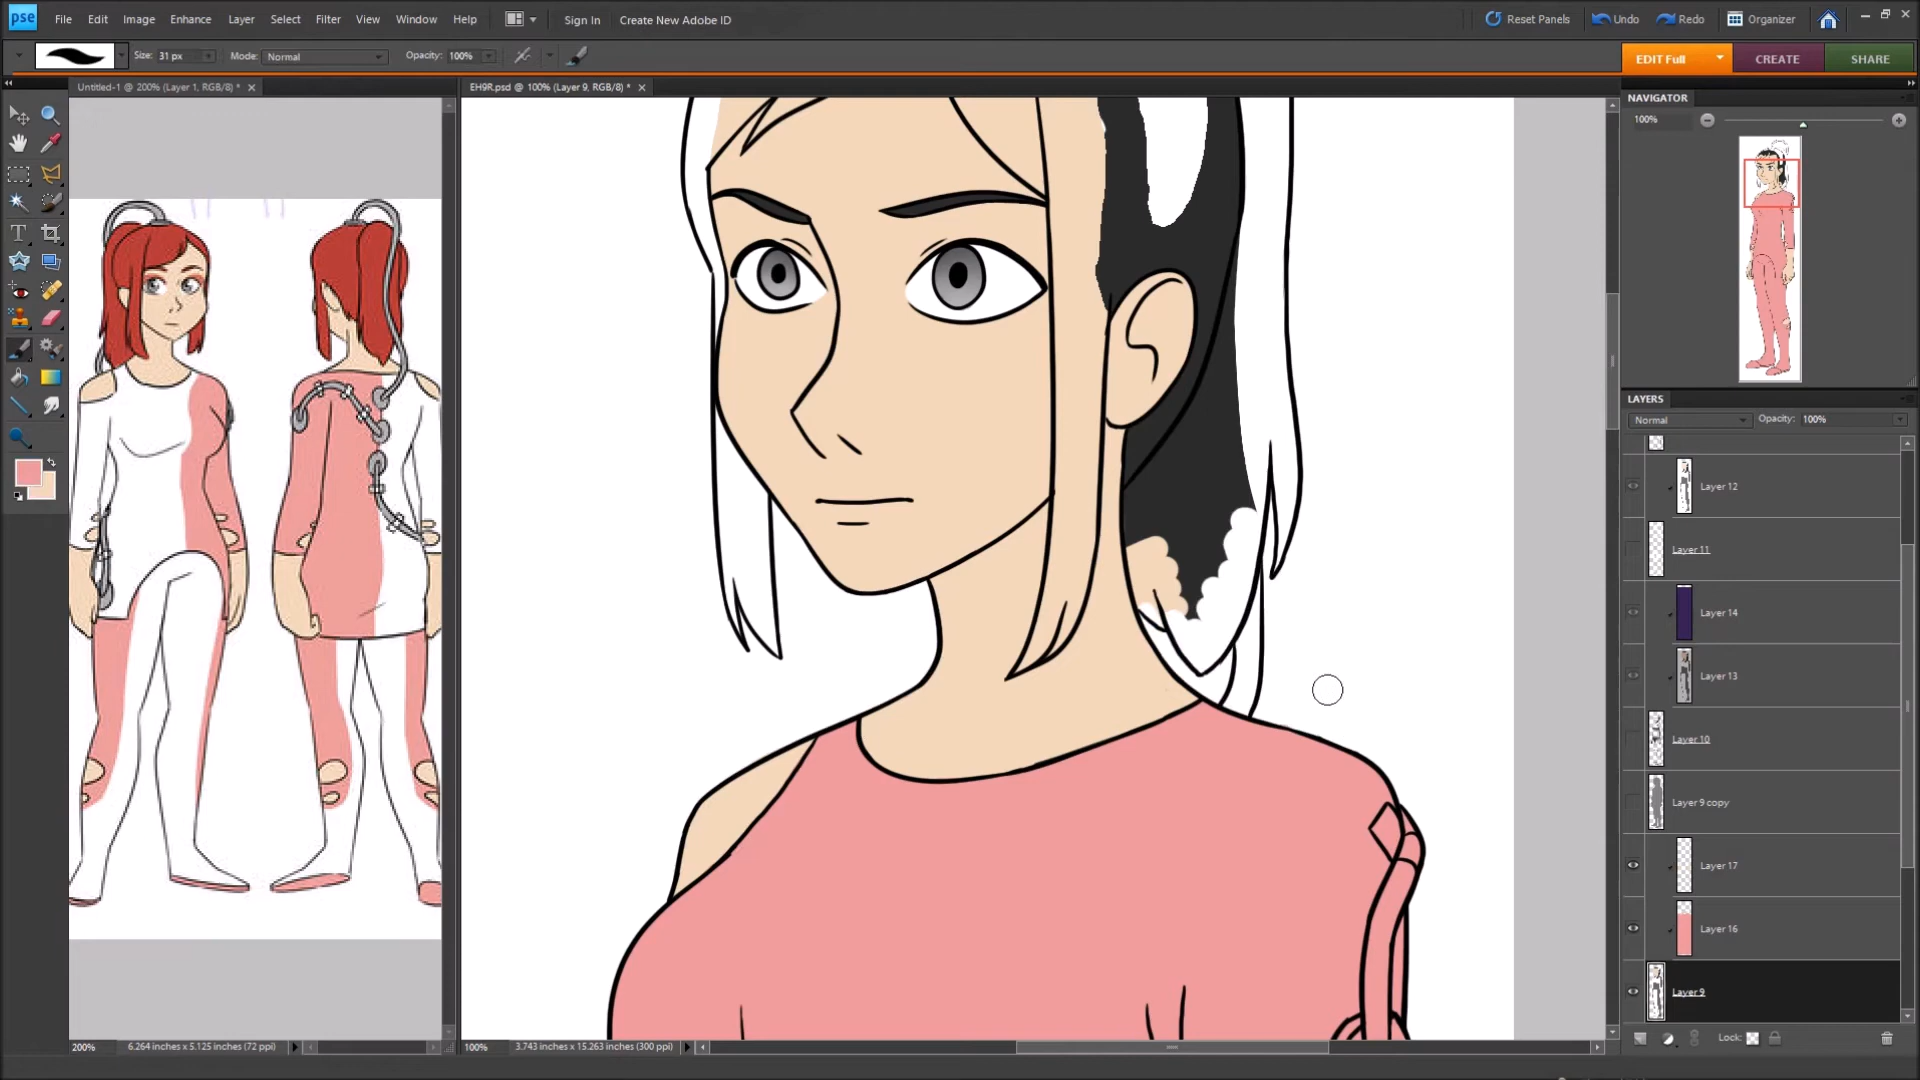 pse File Edit Image Enhance Layer Select Filter View Window Help Sign In Create New Adobe ID Reset Panels Undo Redo Organizer
Size: 31 px Mode: Normal Opacity: 100% EDIT Full CREATE SHARE
Untitled-1 @ 200% (Layer 1, RGB/8) * EH9R.psd @ 100% (Layer 9, RGB/8) *
NAVIGATOR
100%
LAYERS
Normal Opacity: 100%
Layer 12
Layer 11
Layer 14
Layer 13
Layer 10
Layer 9 copy
Layer 17
Layer 16
Layer 9
Lock:
200% 6.264 inches x 5.125 inches (72 ppi) 100% 3.743 inches x 15.263 inches (300 ppi)